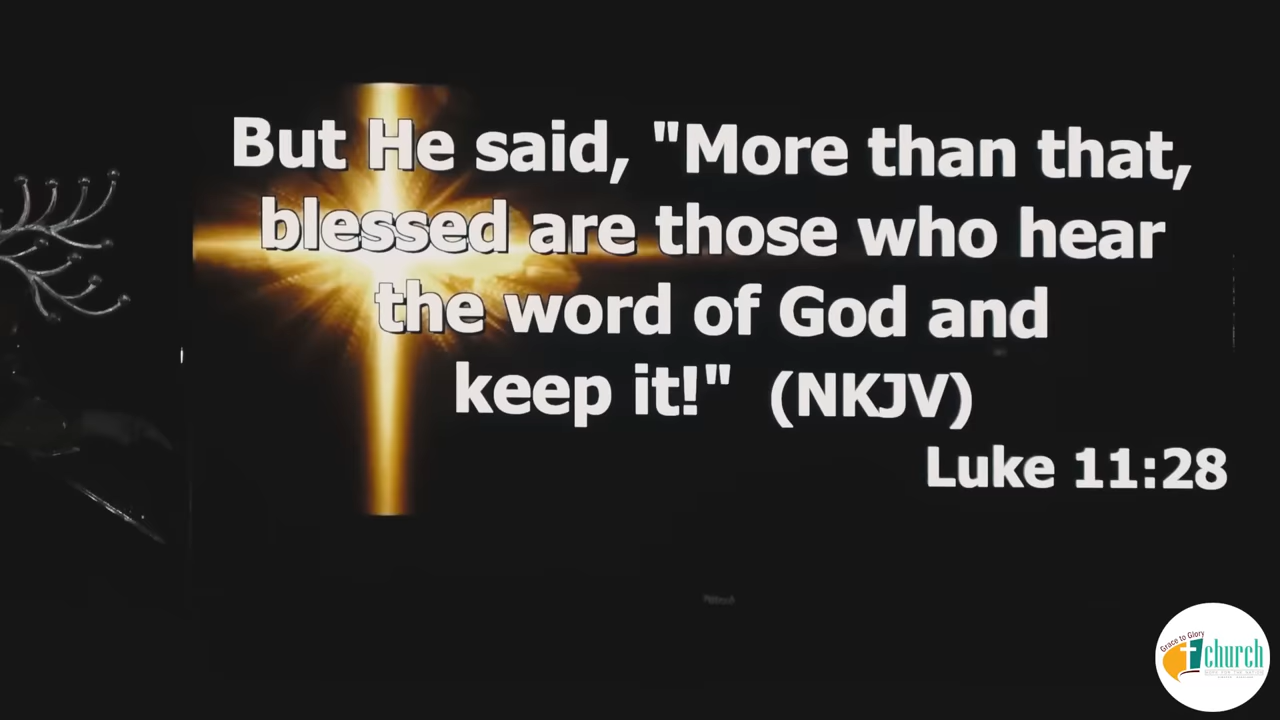 But He said, "More than that,
blessed are those who hear
the word of God and
keep it!" (NKJV)
Luke 11:28
Grace to Glory
church